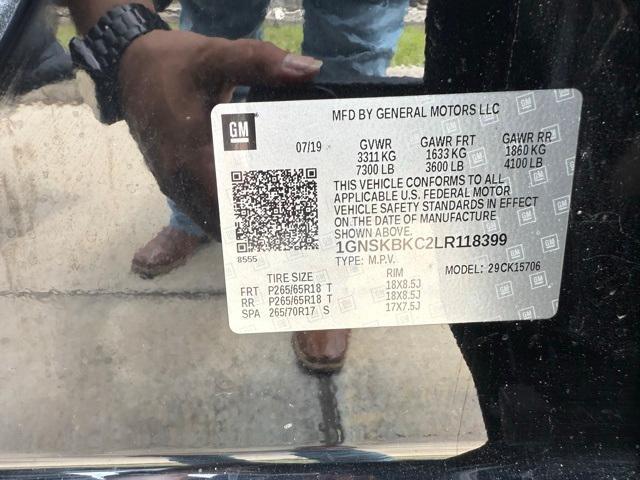 MFD BY GENERAL MOTORS LLC
GM
07/19
GVWR GAWR FRT GAWR RR
3311 KG 1633 KG 1860 KG
7300 LB 3600 LB 4100 LB
THIS VEHICLE CONFORMS TO ALL
APPLICABLE U.S. FEDERAL MOTOR
VEHICLE SAFETY STANDARDS IN EFFECT
ON THE DATE OF MANUFACTURE
SHOWN ABOVE.
8555
1GNSKBKC2LR118399
TYPE: M.P.V.
MODEL: 29CK15706
TIRE SIZE RIM
FRT P265/65R18 T 18X8.5J
RR P265/65R18 T 18X8.5J
SPA 265/70R17 S 17X7.5J